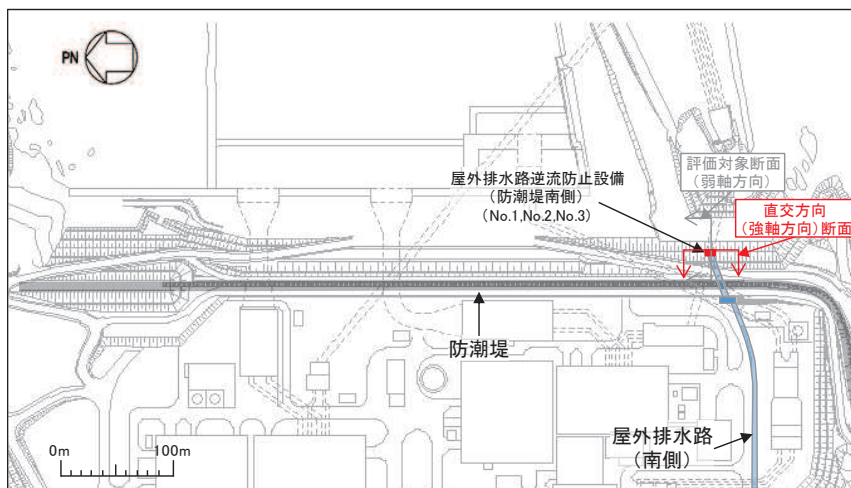 PN
評価対象断面
（弱軸方向）
屋外排水路逆流防止設備
（防潮堤南側）
（No.1,No.2,No.3）
直交方向
（強軸方向）断面
防潮堤
屋外排水路
（南側）
0m
100m